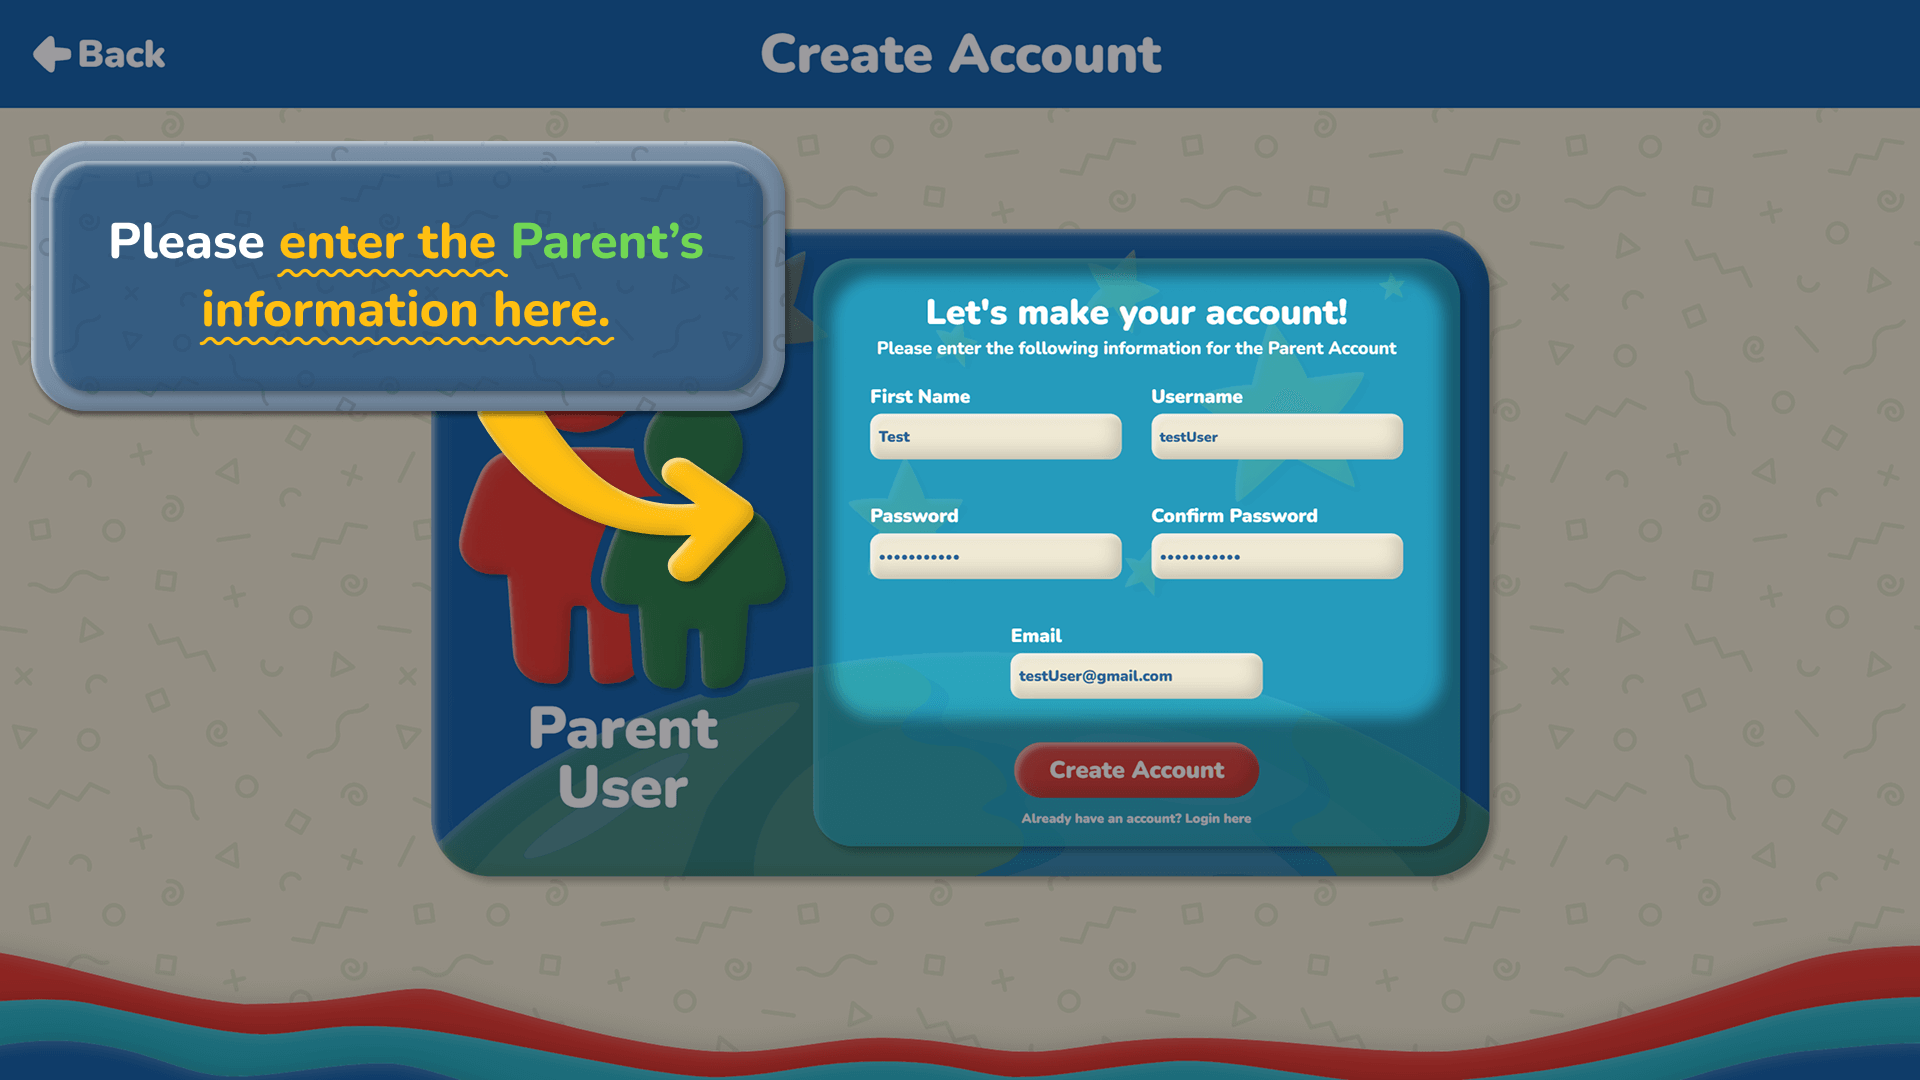 Back
Create Account
Please enter the Parent’s
information here.
Let's make your account!
Please enter the following information for the Parent Account
First Name
Username
Test
testUser
Password
Confirm Password
•••••••••••
•••••••••••
Email
testUser@gmail.com
Parent
User
Create Account
Already have an account? Login here